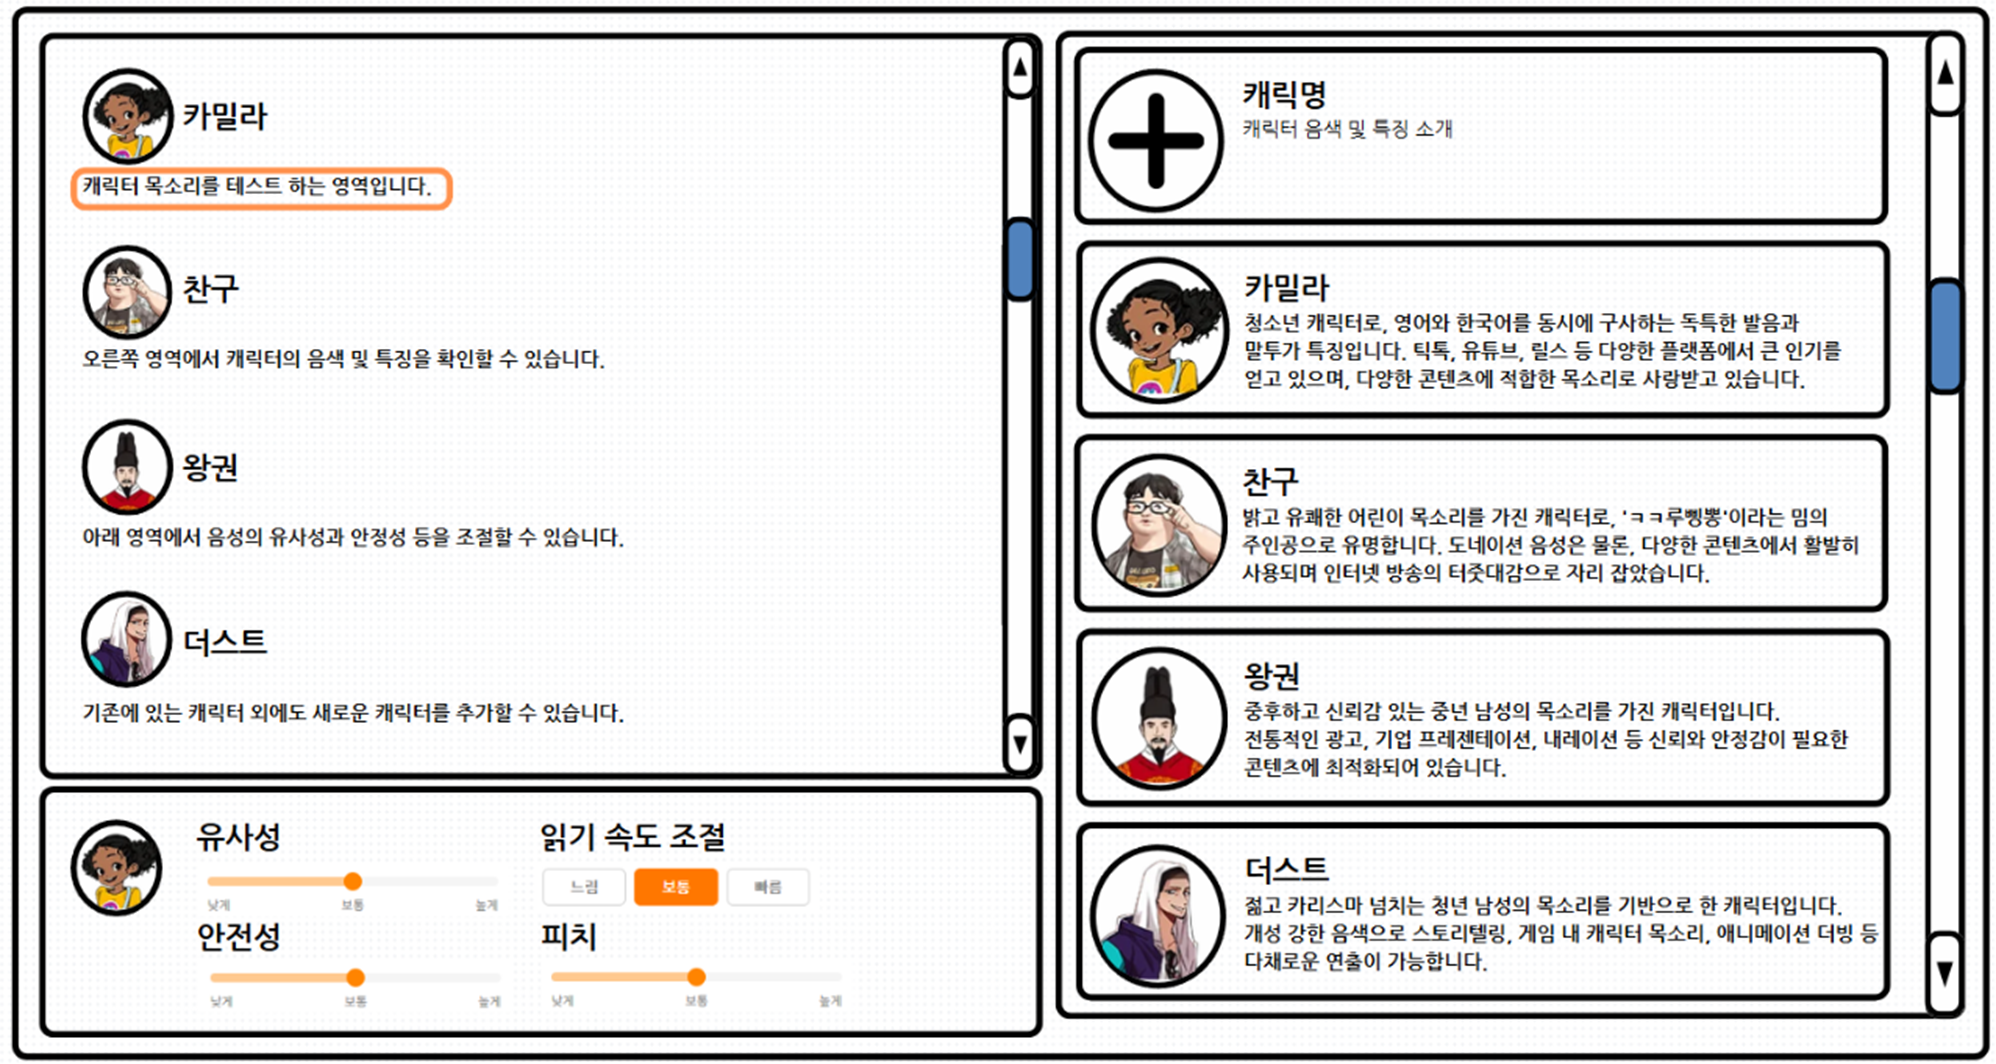 카밀라
캐릭터 목소리를 테스트 하는 영역입니다.
찬구
오른쪽 영역에서 캐릭터의 음색 및 특징을 확인할 수 있습니다.
왕권
아래 영역에서 음성의 유사성과 안정성 등을 조절할 수 있습니다.
더스트
기존에 있는 캐릭터 외에도 새로운 캐릭터를 추가할 수 있습니다.
유사성
낮게 보통 높게
안전성
낮게 보통 높게
읽기 속도 조절
느림 보통 빠름
피치
낮게 보통 높게
캐릭명
캐릭터 음색 및 특징 소개
카밀라
청소년 캐릭터로, 영어와 한국어를 동시에 구사하는 독특한 발음과
말투가 특징입니다. 틱톡, 유튜브, 릴스 등 다양한 플랫폼에서 큰 인기를
얻고 있으며, 다양한 콘텐츠에 적합한 목소리로 사랑받고 있습니다.
찬구
밝고 유쾌한 어린이 목소리를 가진 캐릭터로, 'ㅋㅋ루삥뽕'이라는 밈의
주인공으로 유명합니다. 도네이션 음성은 물론, 다양한 콘텐츠에서 활발히
사용되며 인터넷 방송의 터줏대감으로 자리 잡았습니다.
왕권
중후하고 신뢰감 있는 중년 남성의 목소리를 가진 캐릭터입니다.
전통적인 광고, 기업 프레젠테이션, 내레이션 등 신뢰와 안정감이 필요한
콘텐츠에 최적화되어 있습니다.
더스트
젊고 카리스마 넘치는 청년 남성의 목소리를 기반으로 한 캐릭터입니다.
개성 강한 음색으로 스토리텔링, 게임 내 캐릭터 목소리, 애니메이션 더빙 등
다채로운 연출이 가능합니다.